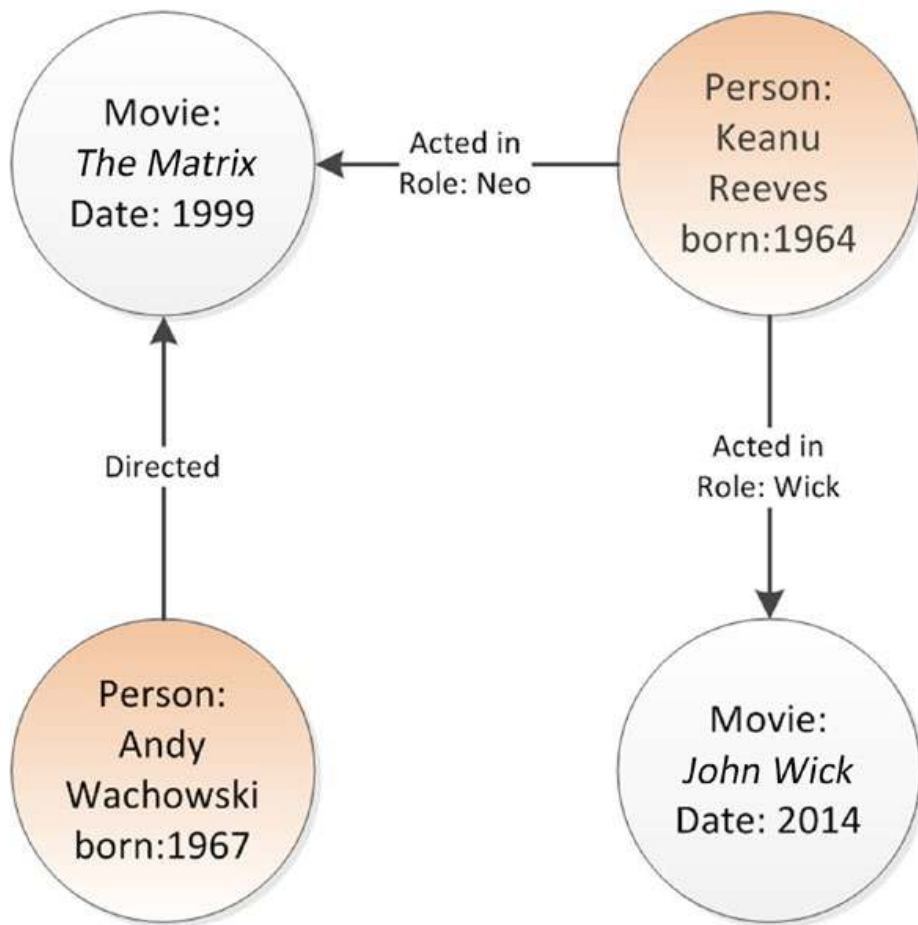 Movie:
The Matrix
Date: 1999
Acted in
Role: Neo
Person:
Keanu
Reeves
born:1964
Directed
Acted in
Role: Wick
Person:
Andy
Wachowski
born:1967
Movie:
John Wick
Date: 2014